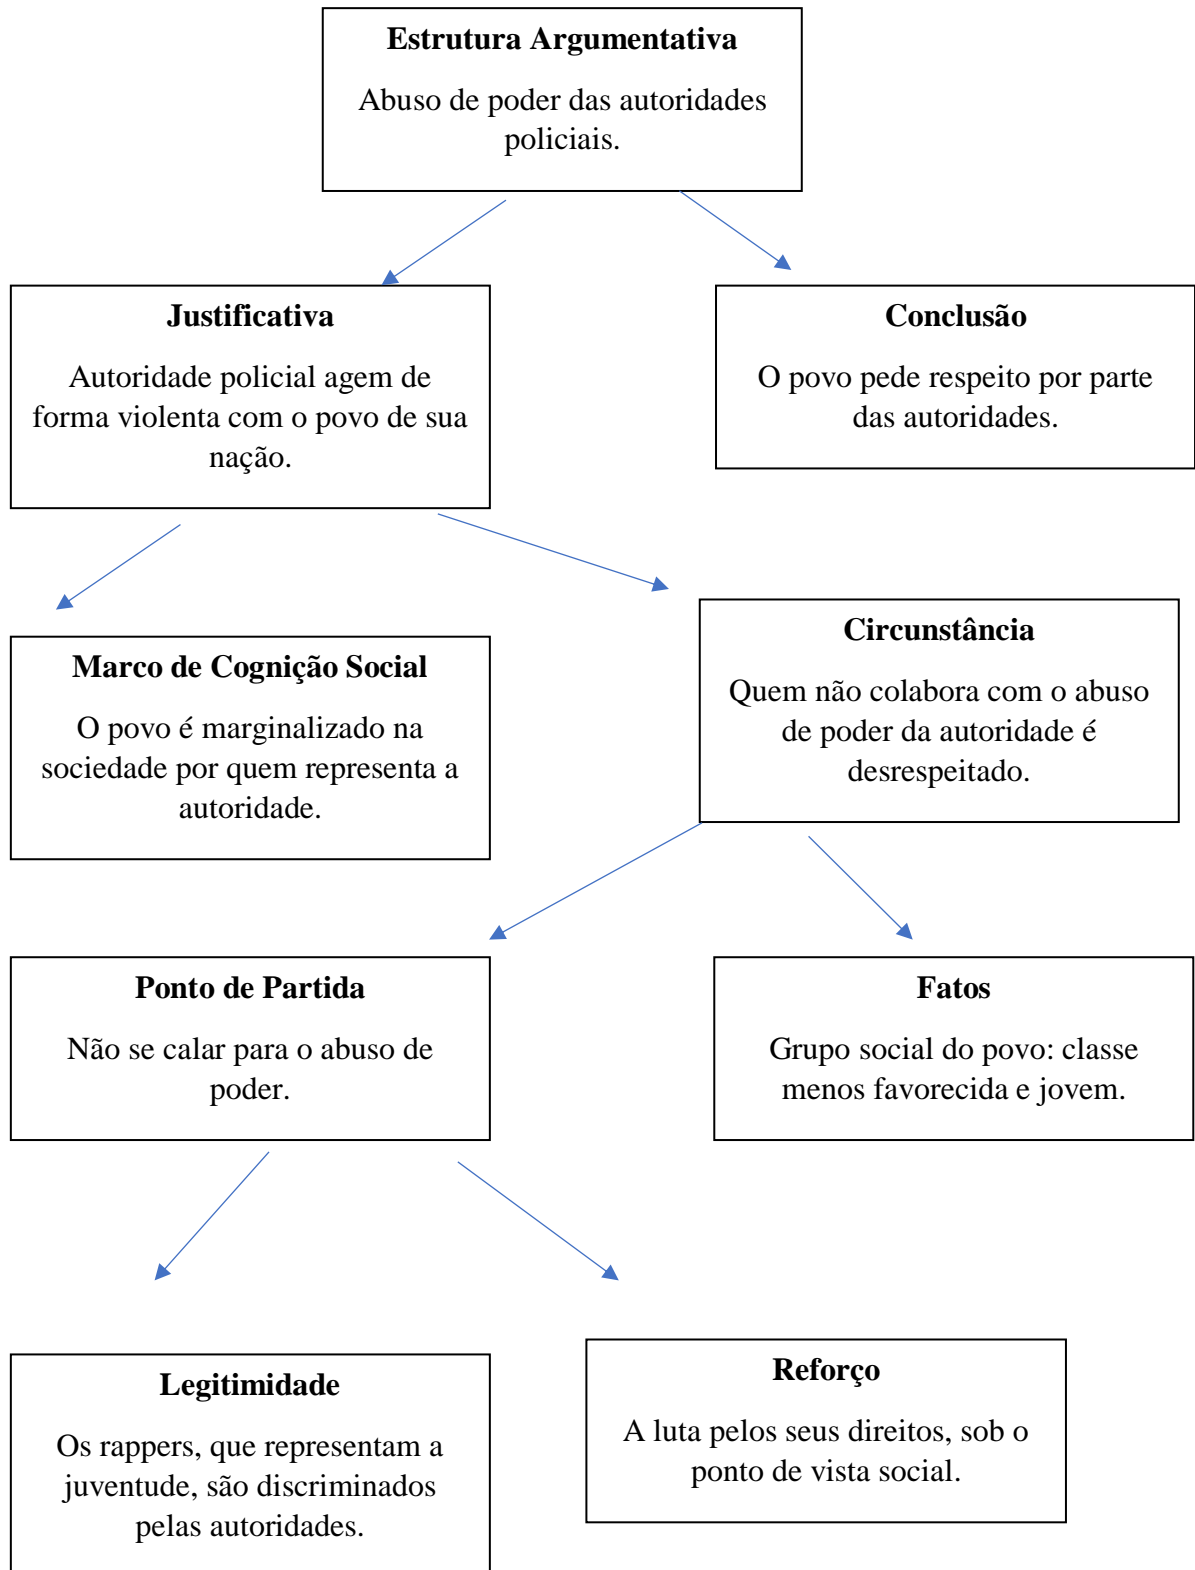 Estrutura Argumentativa
Abuso de poder das autoridades
policiais.
Justificativa
Autoridade policial agem de
forma violenta com o povo de sua
nação.
Conclusão
O povo pede respeito por parte
das autoridades.
Marco de Cognição Social
O povo é marginalizado na
sociedade por quem representa a
autoridade.
Circunstância
Quem não colabora com o abuso
de poder da autoridade é
desrespeitado.
Ponto de Partida
Não se calar para o abuso de
poder.
Fatos
Grupo social do povo: classe
menos favorecida e jovem.
Legitimidade
Os rappers, que representam a
juventude, são discriminados
pelas autoridades.
Reforço
A luta pelos seus direitos, sob o
ponto de vista social.